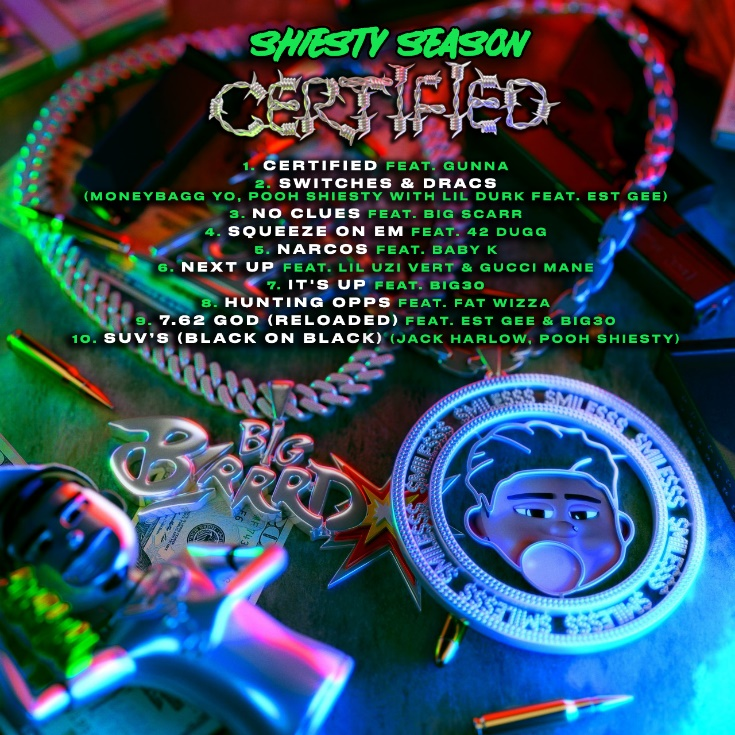 SHIESTY SEASON
CERTIFIED
1. CERTIFIED FEAT. GUNNA
2. SWITCHES & DRACS
(MONEYBAGG YO, POOH SHIESTY WITH LIL DURK FEAT. EST GEE)
3. NO CLUES FEAT. BIG SCARR
4. SQUEEZE ON EM FEAT. 42 DUGG
5. NARCOS FEAT. BABY K
6. NEXT UP FEAT. LIL UZI VERT & GUCCI MANE
7. IT'S UP FEAT. BIG30
8. HUNTING OPPS FEAT. FAT WIZZA
9. 7.62 GOD (RELOADED) FEAT. EST GEE & BIG30
10. SUV'S (BLACK ON BLACK) (JACK HARLOW, POOH SHIESTY)
BIG
BRRRD
SMILESSS SMILESSS SMILESSS SMILESSS SMILESSS SMILESSS SMILESSS SMILESSS